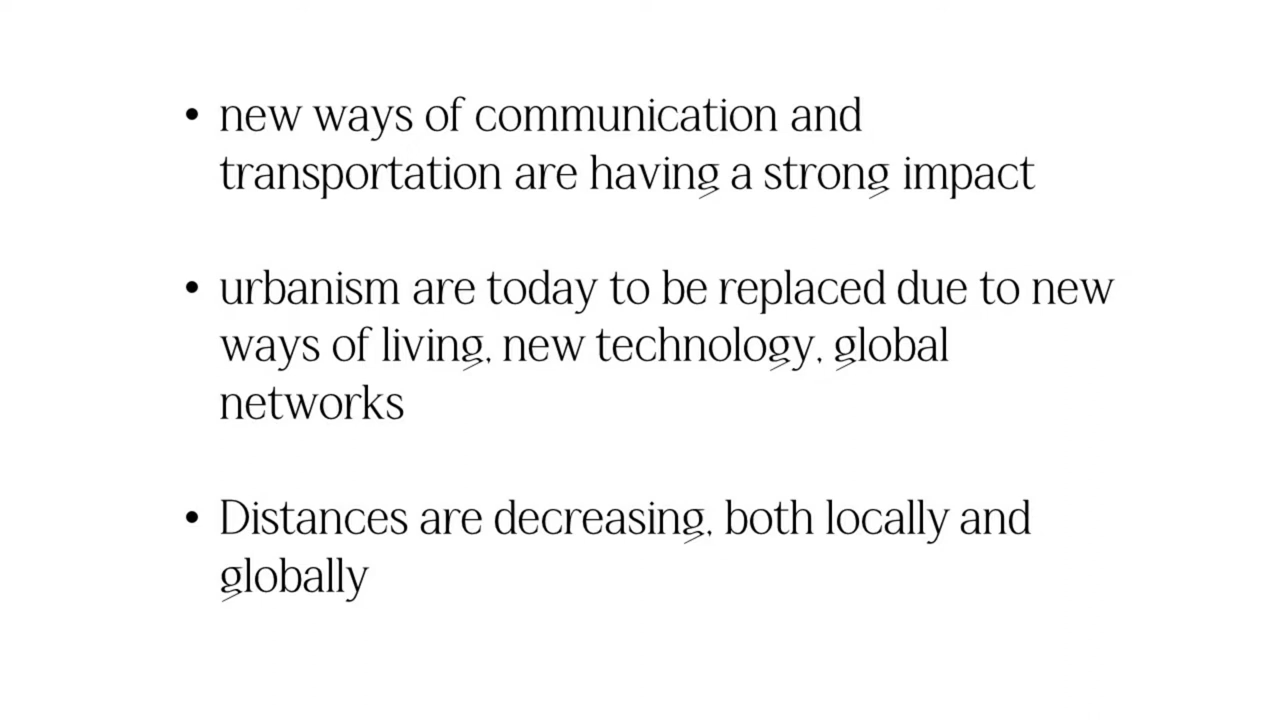 • new ways of communication and
transportation are having a strong impact
• urbanism are today to be replaced due to new
ways of living, new technology, global
networks
• Distances are decreasing, both locally and
globally